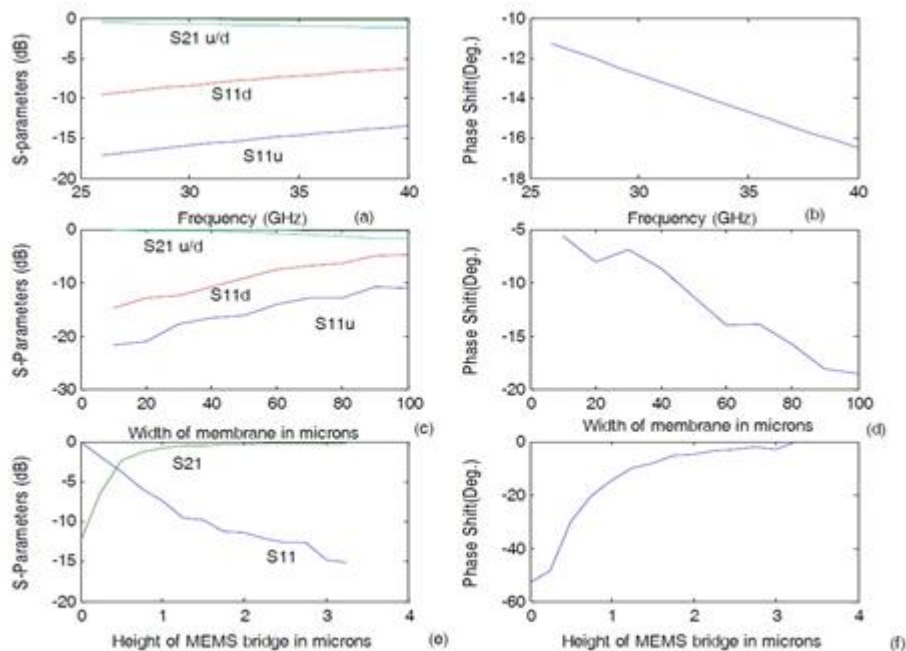 S-parameters (dB)
0
-5
-10
-15
-20
S21 u/d
S11d
S11u
25 30 35 40
Frequency (GHz) (a)
Phase Shift(Deg.)
-10
-12
-14
-16
-18
25 30 35 40
Frequency (GHz) (b)
S-Parameters (dB)
0
-10
-20
-30
S21 u/d
S11d
S11u
0 20 40 60 80 100
Width of membrane in microns (c)
Phase Shift(Deg.)
-5
-10
-15
-20
0 20 40 60 80 100
Width of membrane in microns (d)
S-Parameters (dB)
0
-5
-10
-15
-20
S21
S11
0 1 2 3 4
Height of MEMS bridge in microns (e)
Phase Shift(Deg.)
0
-20
-40
-60
0 1 2 3 4
Height of MEMS bridge in microns (f)